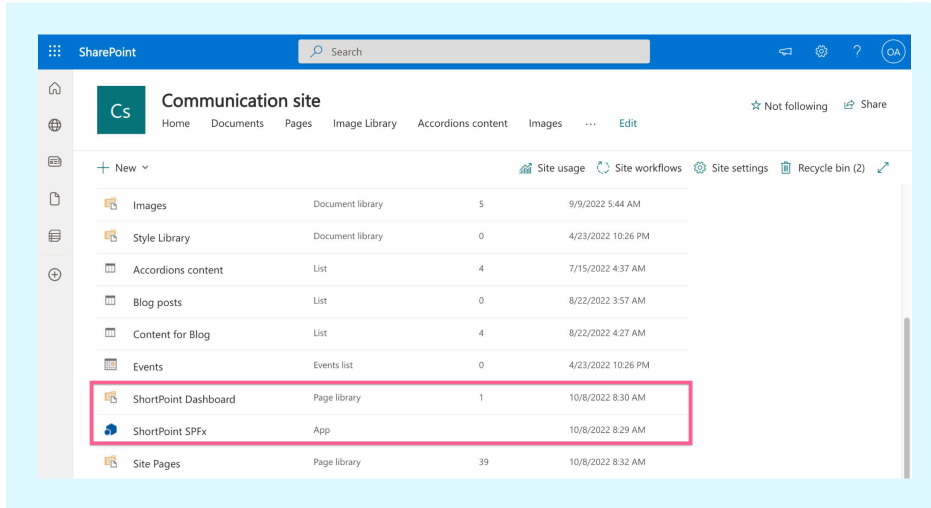 SharePoint Search ? OA
Cs Communication site Not following Share
Home Documents Pages Image Library Accordions content Images ... Edit
New Site usage Site workflows Site settings Recycle bin (2)
Images Document library 5 9/9/2022 5:44 AM
Style Library Document library 0 4/23/2022 10:26 PM
Accordions content List 4 7/15/2022 4:37 AM
Blog posts List 0 8/22/2022 3:57 AM
Content for Blog List 4 8/22/2022 4:27 AM
Events Events list 0 4/23/2022 10:26 PM
ShortPoint Dashboard Page library 1 10/8/2022 8:30 AM
ShortPoint SPFx App 10/8/2022 8:29 AM
Site Pages Page library 39 10/8/2022 8:32 AM